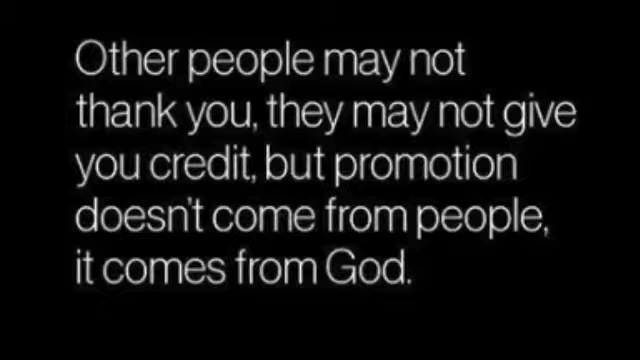 Other people may not
thank you, they may not give
you credit, but promotion
doesn't come from people,
it comes from God.